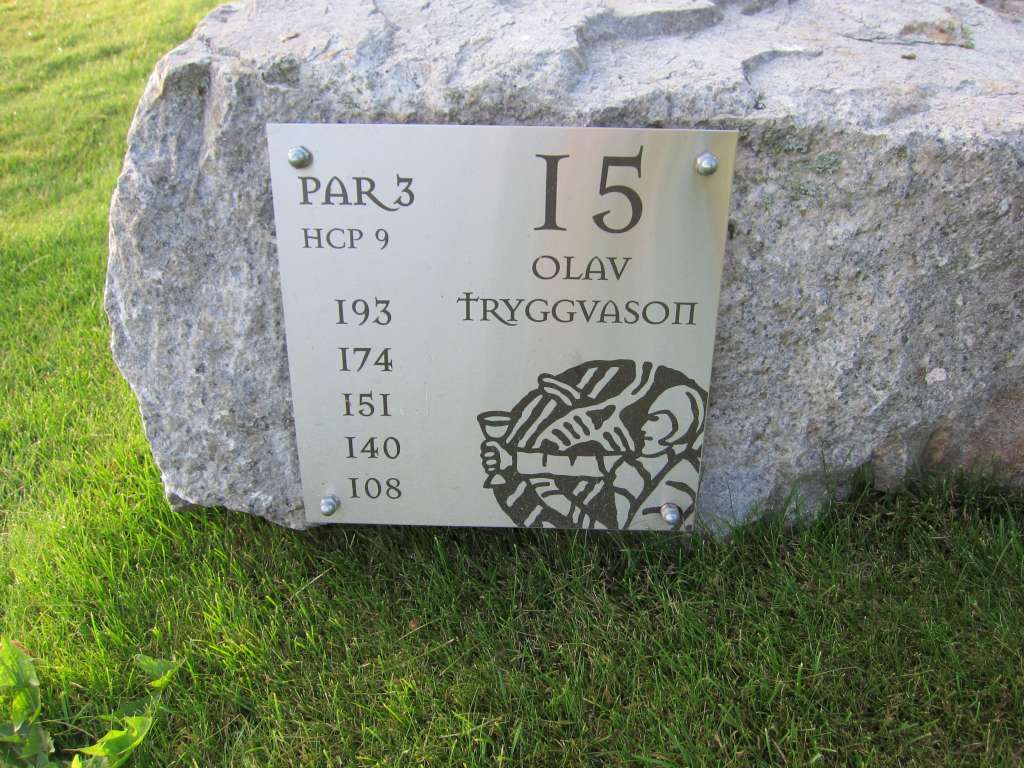 PAR 3
HCP 9
193
174
151
140
108
15
OLAV
TRYGGVASON